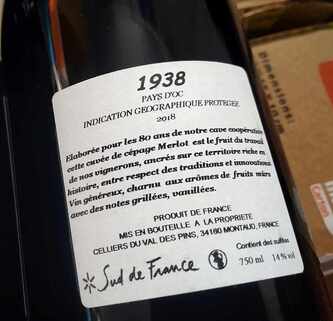 1938
PAYS D'OC
INDICATION GEOGRAPHIQUE PROTEGEE
2018
Elaborée pour les 80 ans de notre cave coopérative
cette cuvée de cépage Merlot est le fruit du travail
de nos vignerons, ancrés sur ce territoire riche en
histoire, entre respect des traditions et innovations.
Vin généreux, charnu aux arômes de fruits mûrs
avec des notes grillées, vanillées.
PRODUIT DE FRANCE
MIS EN BOUTEILLE A LA PROPRIETE
CELLIERS DU VAL DES PINS, 34160 MONTAUD, FRANCE
Sud de France
Contient des sulfites
750 ml 14 % vol
Dimensions: